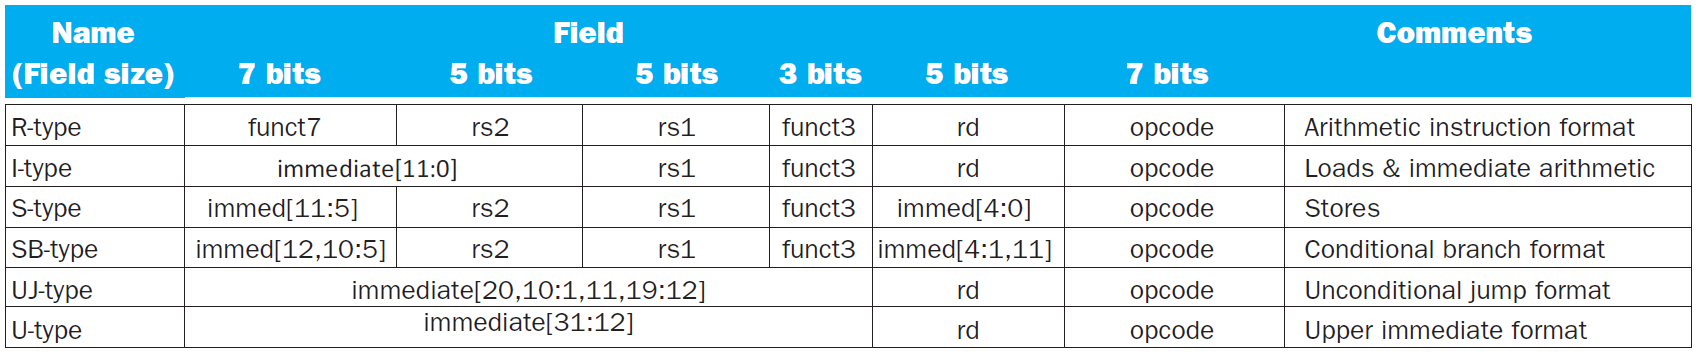 Name Field Comments
(Field size) 7 bits 5 bits 5 bits 3 bits 5 bits 7 bits
R-type funct7 rs2 rs1 funct3 rd opcode Arithmetic instruction format
I-type immediate[11:0] rs1 funct3 rd opcode Loads & immediate arithmetic
S-type immed[11:5] rs2 rs1 funct3 immed[4:0] opcode Stores
SB-type immed[12,10:5] rs2 rs1 funct3 immed[4:1,11] opcode Conditional branch format
UJ-type immediate[20,10:1,11,19:12] rd opcode Unconditional jump format
U-type immediate[31:12] rd opcode Upper immediate format